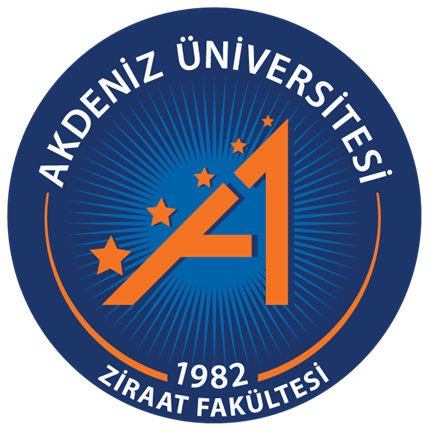 AKDENİZ ÜNİVERSİTESİ
1982
ZİRAAT FAKÜLTESİ